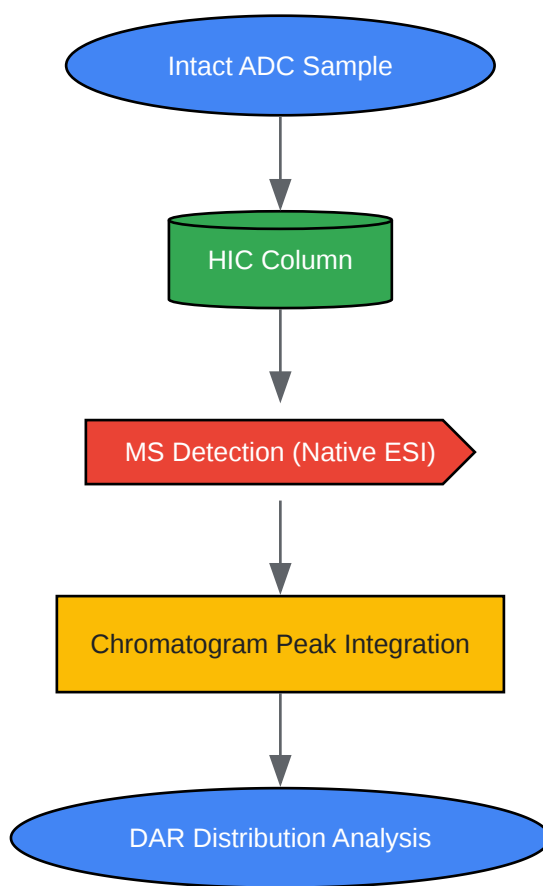 Intact ADC Sample
HIC Column
MS Detection (Native ESI)
Chromatogram Peak Integration
DAR Distribution Analysis